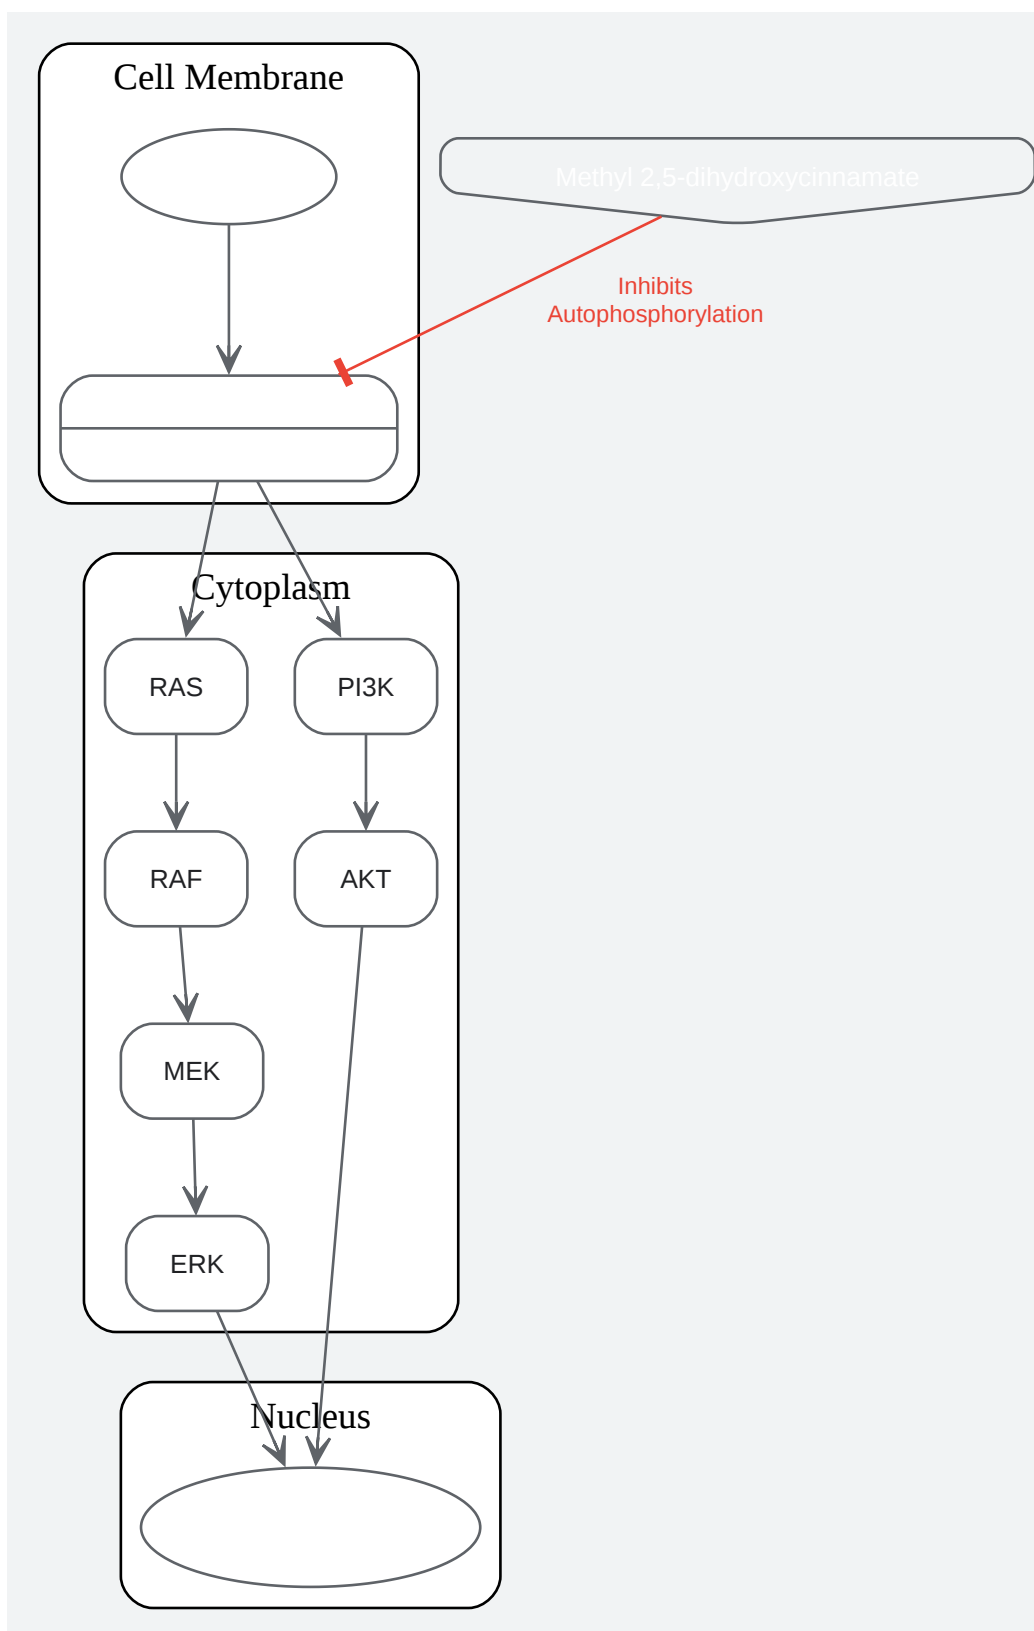 Cell Membrane
Methyl 2,5-dihydroxycinnamate
Inhibits
Autophosphorylation
Cytoplasm
RAS
PI3K
RAF
AKT
MEK
ERK
Nucleus